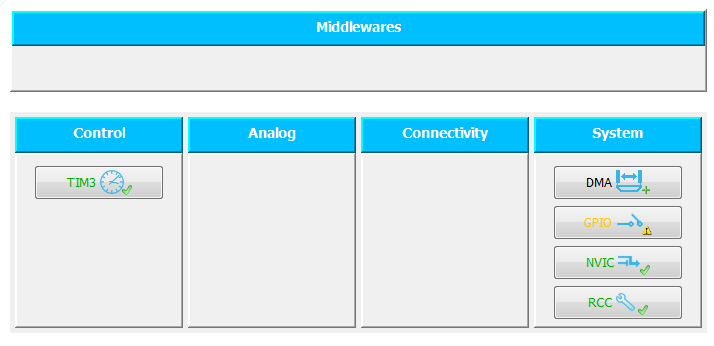 Middlewares
Control Analog Connectivity System
TIM3 DMA
GPIO
NVIC
RCC